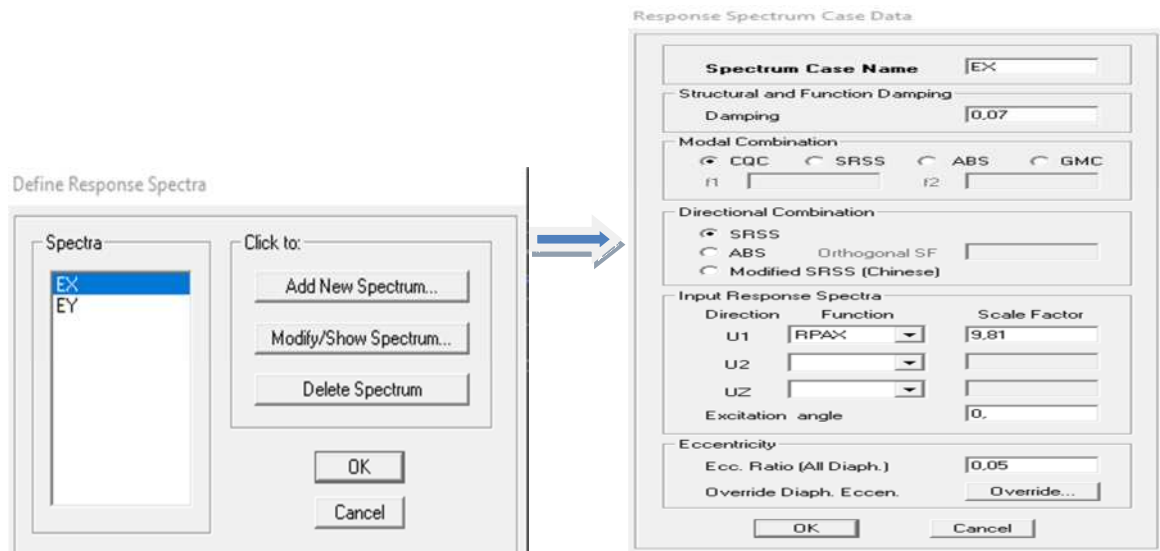 Define Response Spectra
Spectra
EX
EY
Click to:
Add New Spectrum...
Modify/Show Spectrum...
Delete Spectrum
OK
Cancel
Response Spectrum Case Data
Spectrum Case Name EX
Structural and Function Damping
Damping 0,07
Modal Combination
CQC SRSS ABS GMC
f1 f2
Directional Combination
SRSS
ABS Orthogonal SF
Modified SRSS (Chinese)
Input Response Spectra
Direction Function Scale Factor
U1 RPAX 9,81
U2
UZ
Excitation angle 0,
Eccentricity
Ecc. Ratio (All Diaph.) 0,05
Override Diaph. Eccen. Override...
OK Cancel